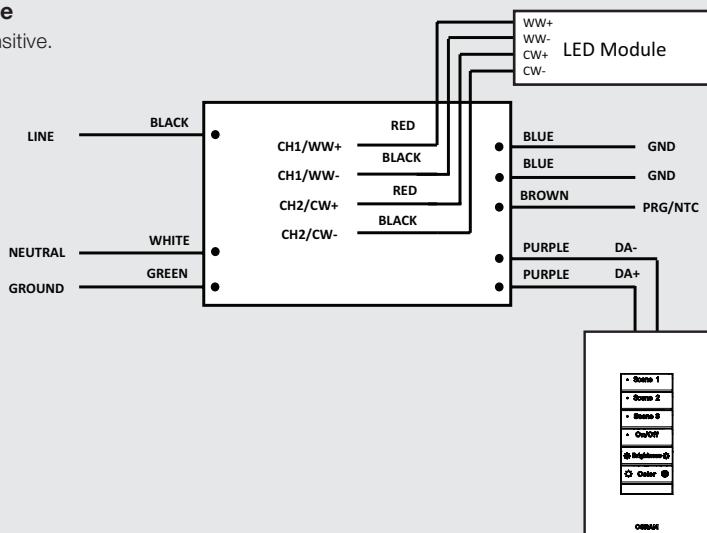 e
sitive.
WW+
WW-
CW+
CW-
LED Module
LINE
BLACK
NEUTRAL
WHITE
GROUND
GREEN
CH1/WW+
RED
CH1/WW-
BLACK
CH2/CW+
RED
CH2/CW-
BLACK
BLUE
GND
BLUE
GND
BROWN
PRG/NTC
PURPLE
DA-
PURPLE
DA+
Scene 1
Scene 2
Scene 3
On/Off
Brightness
Color
OSRAM